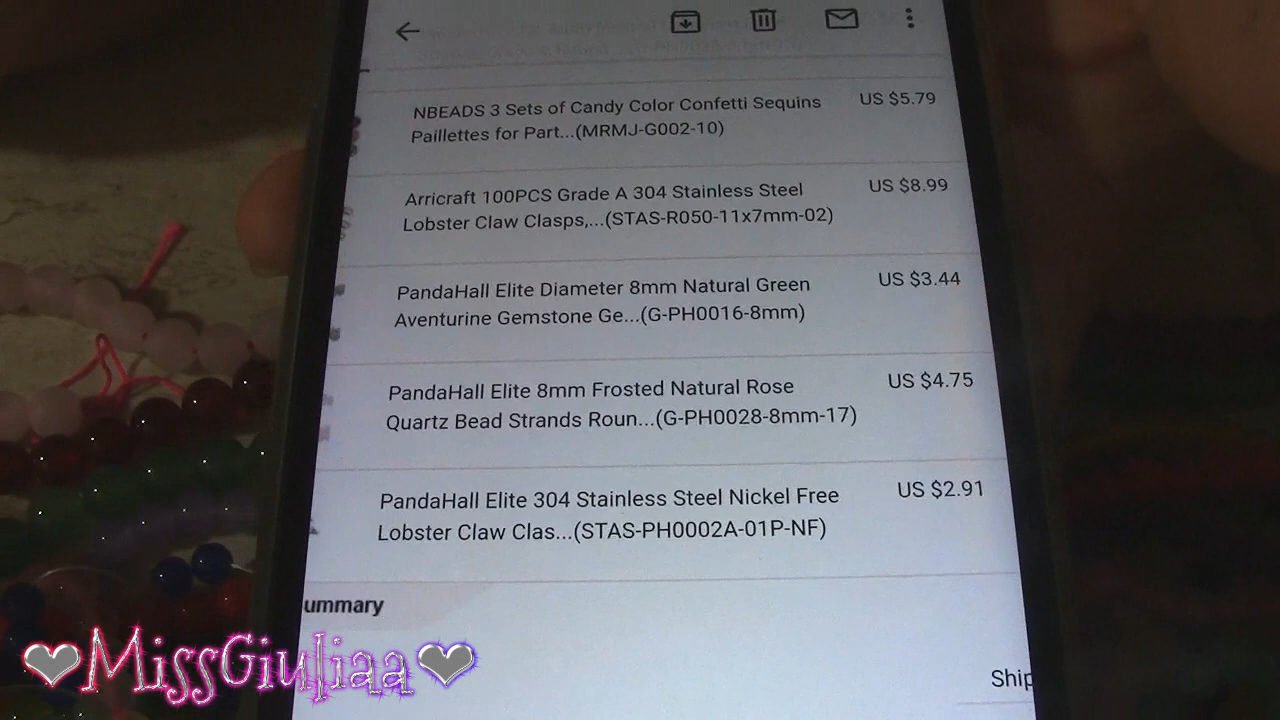 NBEADS 3 Sets of Candy Color Confetti Sequins US $5.79
Paillettes for Part...(MRMJ-G002-10)
Arricraft 100PCS Grade A 304 Stainless Steel US $8.99
Lobster Claw Clasps,...(STAS-R050-11x7mm-02)
PandaHall Elite Diameter 8mm Natural Green US $3.44
Aventurine Gemstone Ge...(G-PH0016-8mm)
PandaHall Elite 8mm Frosted Natural Rose US $4.75
Quartz Bead Strands Roun...(G-PH0028-8mm-17)
PandaHall Elite 304 Stainless Steel Nickel Free US $2.91
Lobster Claw Clas...(STAS-PH0002A-01P-NF)
ummary
Ship
❤MissGiuliaa❤